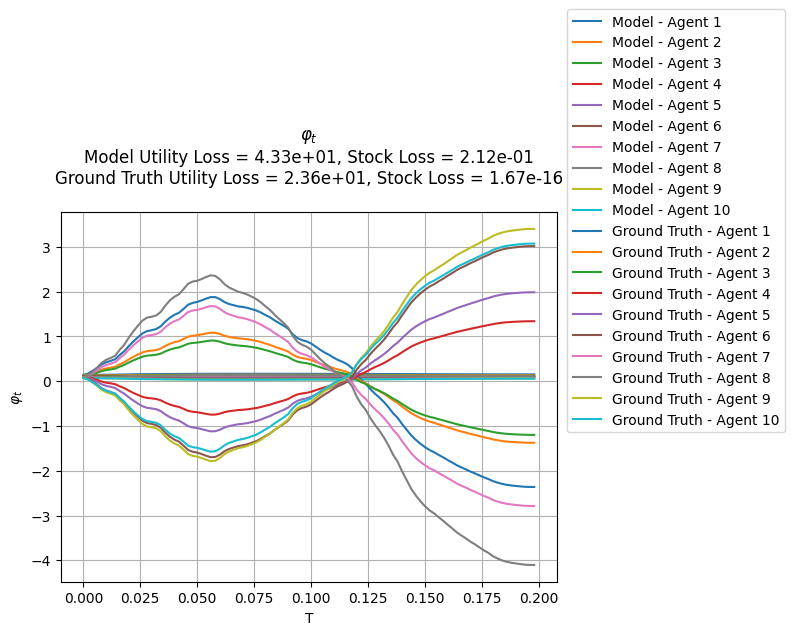 φt
Model Utility Loss = 4.33e+01, Stock Loss = 2.12e-01
Ground Truth Utility Loss = 2.36e+01, Stock Loss = 1.67e-16
Model - Agent 1
Model - Agent 2
Model - Agent 3
Model - Agent 4
Model - Agent 5
Model - Agent 6
Model - Agent 7
Model - Agent 8
Model - Agent 9
Model - Agent 10
Ground Truth - Agent 1
Ground Truth - Agent 2
Ground Truth - Agent 3
Ground Truth - Agent 4
Ground Truth - Agent 5
Ground Truth - Agent 6
Ground Truth - Agent 7
Ground Truth - Agent 8
Ground Truth - Agent 9
Ground Truth - Agent 10
φt
3
2
1
0
−1
−2
−3
−4
0.000 0.025 0.050 0.075 0.100 0.125 0.150 0.175 0.200
T